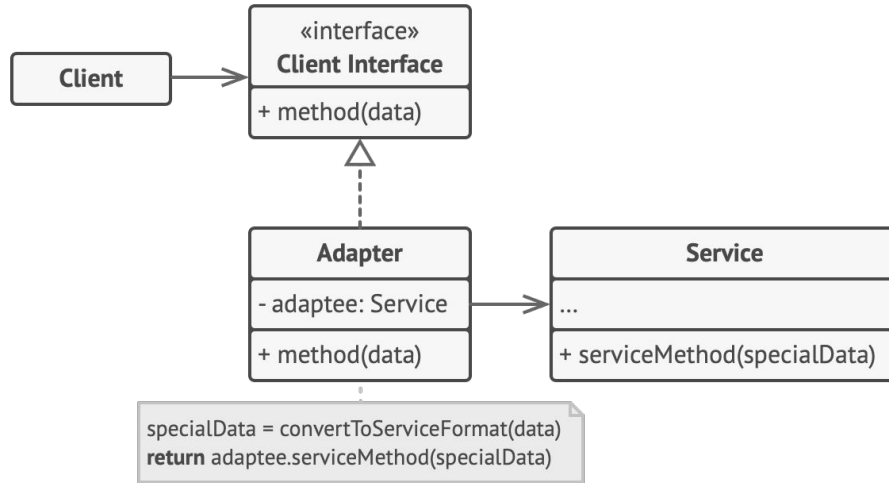 Client
«interface»
Client Interface
+ method(data)
Adapter
- adaptee: Service
+ method(data)
Service
...
+ serviceMethod(specialData)
specialData = convertToServiceFormat(data)
return adaptee.serviceMethod(specialData)